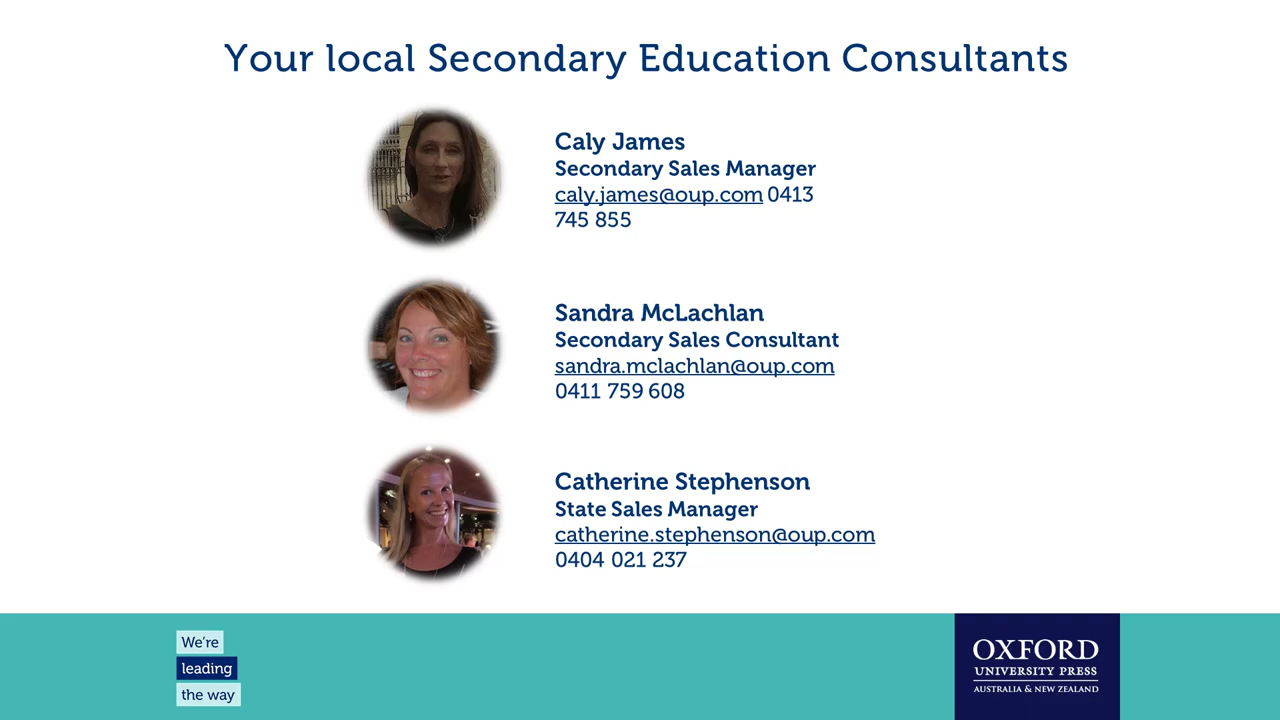 Your local Secondary Education Consultants
Caly James
Secondary Sales Manager
caly.james@oup.com 0413
745 855
Sandra McLachlan
Secondary Sales Consultant
sandra.mclachlan@oup.com
0411 759 608
Catherine Stephenson
State Sales Manager
catherine.stephenson@oup.com
0404 021 237
We're
leading
the way
OXFORD
UNIVERSITY PRESS
AUSTRALIA & NEW ZEALAND